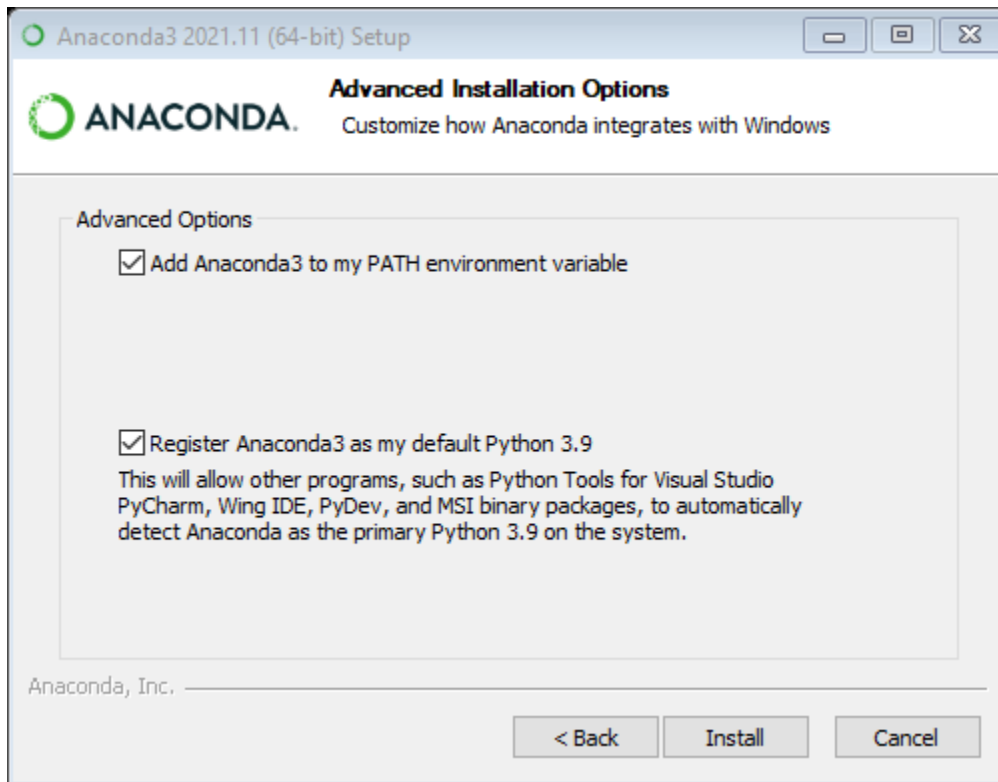 Anaconda3 2021.11 (64-bit) Setup
ANACONDA.
Advanced Installation Options
Customize how Anaconda integrates with Windows
Advanced Options
Add Anaconda3 to my PATH environment variable
Register Anaconda3 as my default Python 3.9
This will allow other programs, such as Python Tools for Visual Studio
PyCharm, Wing IDE, PyDev, and MSI binary packages, to automatically
detect Anaconda as the primary Python 3.9 on the system.
Anaconda, Inc.
< Back
Install
Cancel